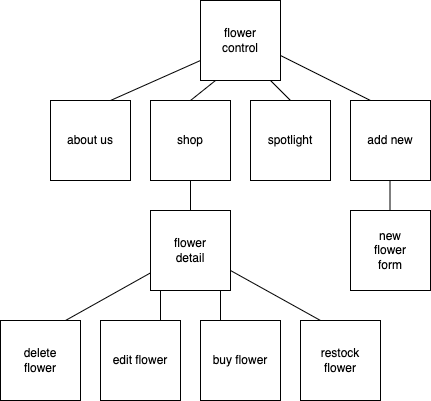 flower
control
about us
shop
spotlight
add new
flower
detail
new
flower
form
delete
flower
edit flower
buy flower
restock
flower